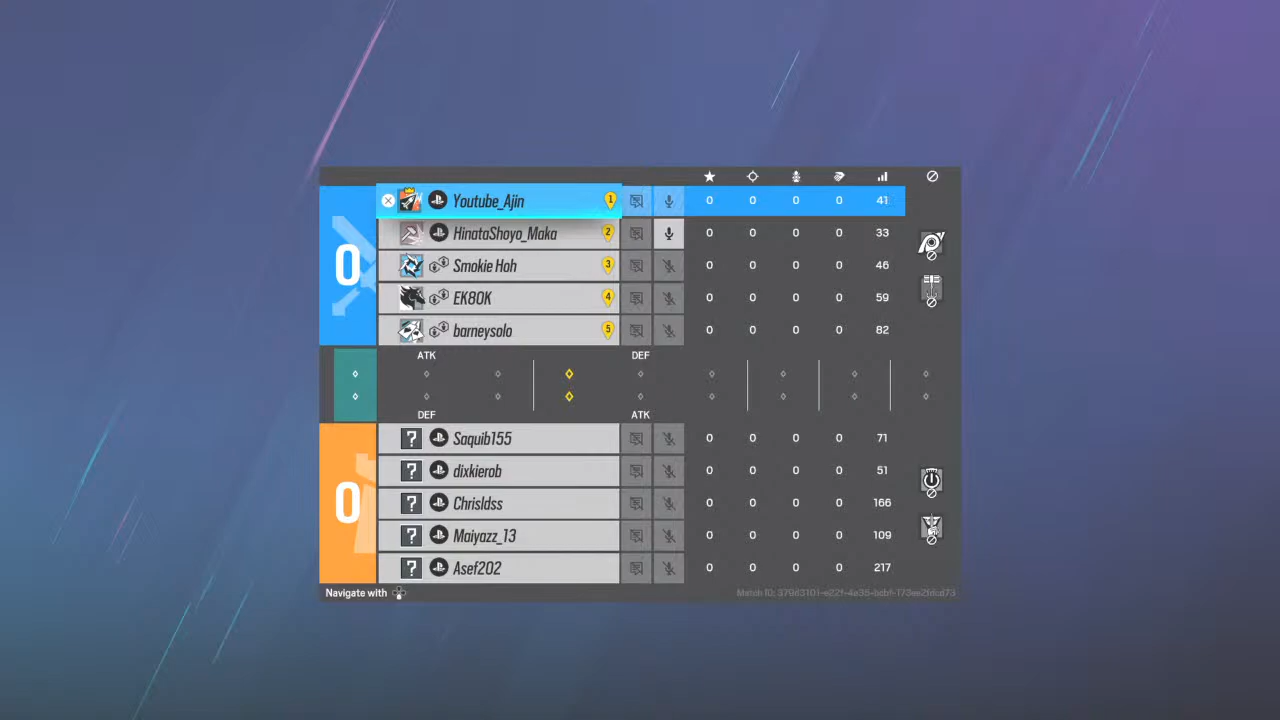 1 Youtube_Ajin 0 0 0 0 41
HinataShoyo_Maka 2 0 0 0 0 33
0
Smokie Hoh 3 0 0 0 0 46
EK80K 4 0 0 0 0 59
barneysolo 5 0 0 0 0 82
ATK DEF
DEF ATK
? Saquib155 0 0 0 0 71
? dixkierob 0 0 0 0 51
0
? Chrisldss 0 0 0 0 166
? Maiyazz_13 0 0 0 0 109
? Asef202 0 0 0 0 217
Navigate with
Match ID: